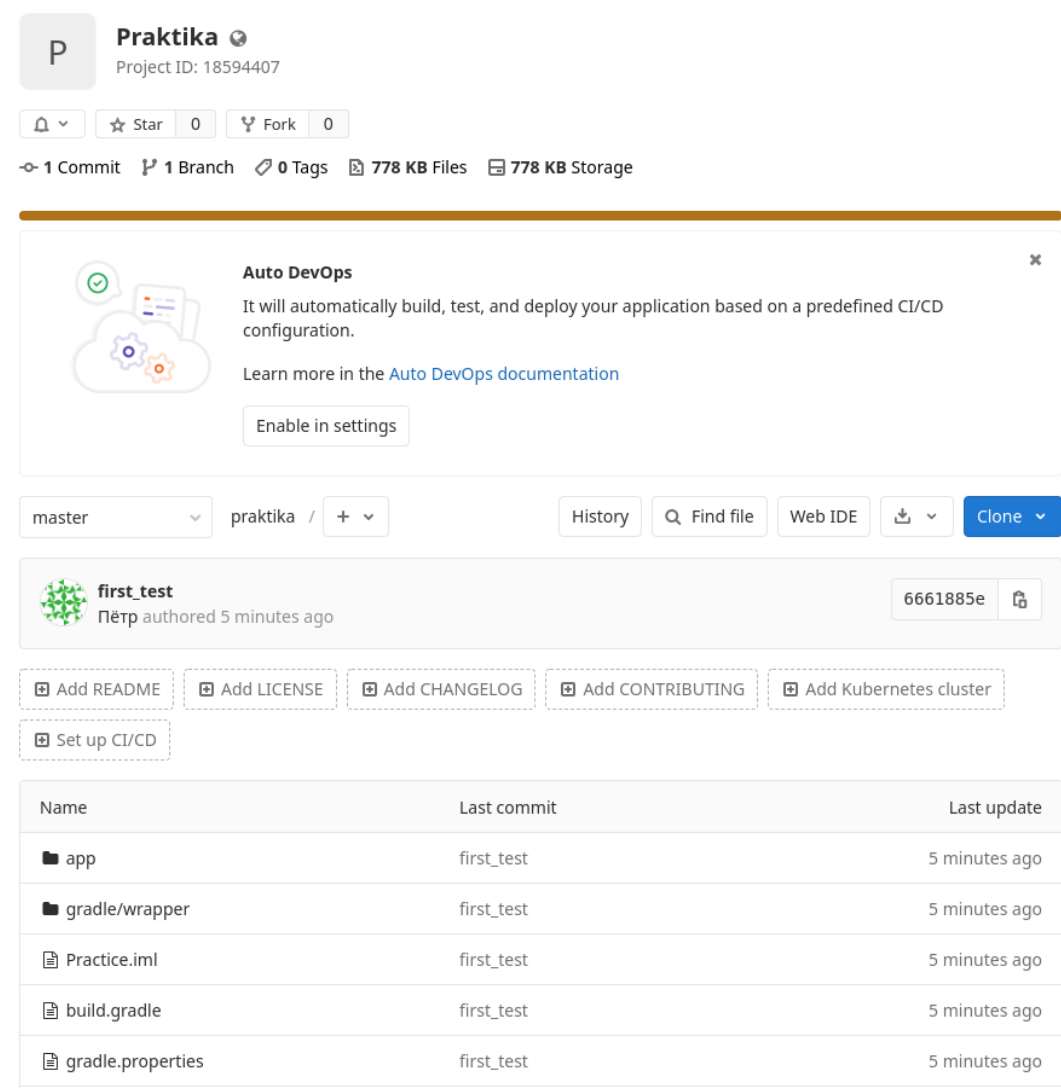 P
Praktika
Project ID: 18594407
Star 0 Fork 0
1 Commit 1 Branch 0 Tags 778 KB Files 778 KB Storage
Auto DevOps
It will automatically build, test, and deploy your application based on a predefined CI/CD
configuration.
Learn more in the Auto DevOps documentation
Enable in settings
master praktika / + History Find file Web IDE Clone
first_test
Пётр authored 5 minutes ago
6661885e
Add README Add LICENSE Add CHANGELOG Add CONTRIBUTING Add Kubernetes cluster
Set up CI/CD
Name Last commit Last update
app first_test 5 minutes ago
gradle/wrapper first_test 5 minutes ago
Practice.iml first_test 5 minutes ago
build.gradle first_test 5 minutes ago
gradle.properties first_test 5 minutes ago